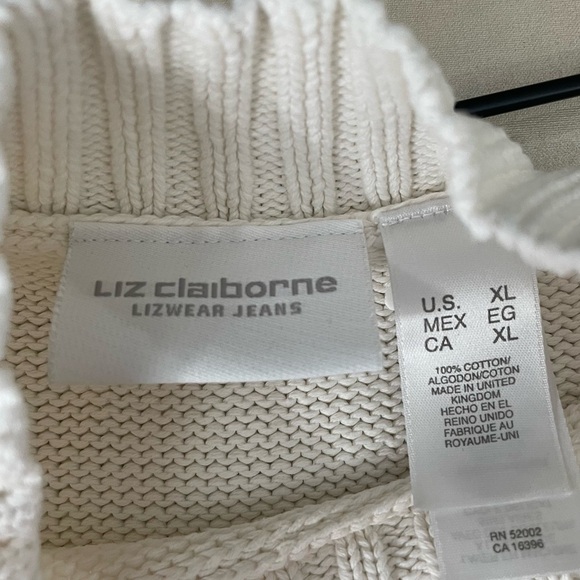 LIZ claiborne
LIZWEAR JEANS
U.S. XL
MEX EG
CA XL
100% COTTON/
ALGODON/COTON
MADE IN UNITED
KINGDOM
HECHO EN EL
REINO UNIDO
FABRIQUE AU
ROYAUME-UNI
RN 52002
CA 16396